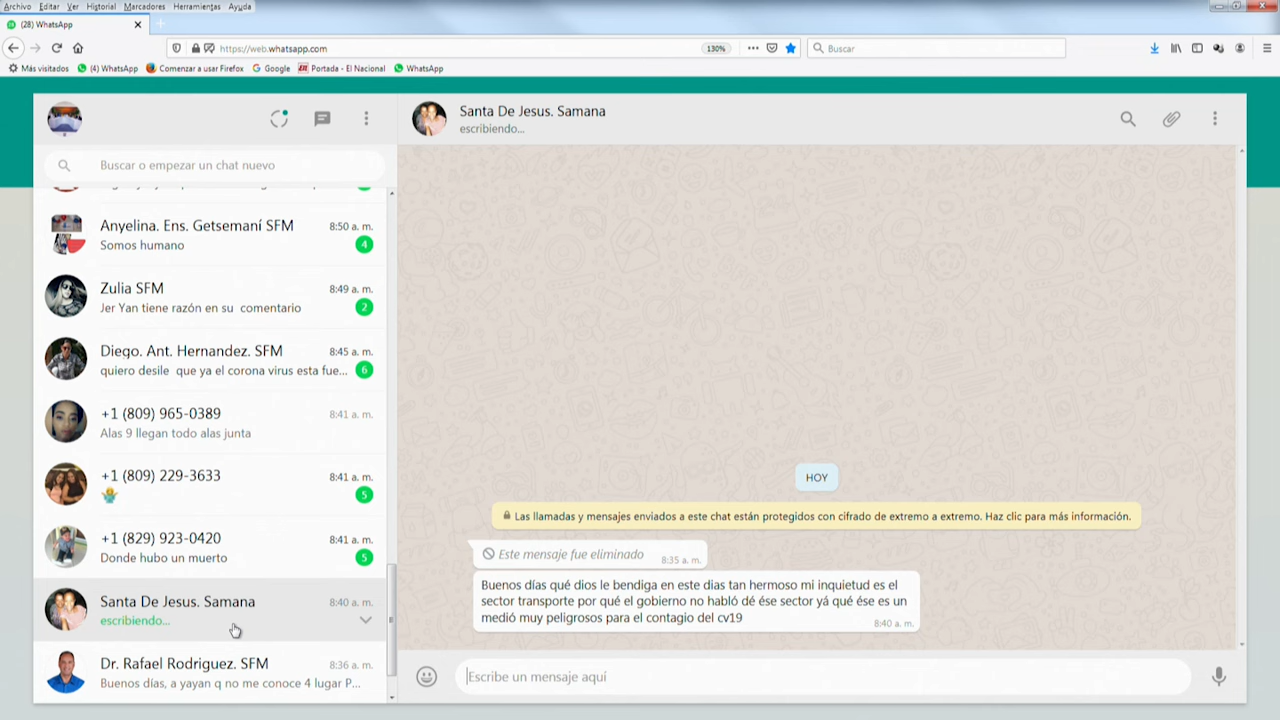 Archivo Editar Ver Historial Marcadores Herramientas Ayuda
(28) WhatsApp
https://web.whatsapp.com
130%
Buscar
Más visitados (4) WhatsApp Comenzar a usar Firefox Google Portada - El Nacional WhatsApp
Buscar o empezar un chat nuevo
Anyelina. Ens. Getsemaní SFM 8:50 a. m.
Somos humano 4
Zulia SFM 8:49 a. m.
Jer Yan tiene razón en su comentario 2
Diego. Ant. Hernandez. SFM 8:45 a. m.
quiero desile que ya el corona virus esta fue... 6
+1 (809) 965-0389 8:41 a. m.
Alas 9 llegan todo alas junta
+1 (809) 229-3633 8:41 a. m.
5
+1 (829) 923-0420 8:41 a. m.
Donde hubo un muerto 5
Santa De Jesus. Samana 8:40 a. m.
escribiendo...
Dr. Rafael Rodriguez. SFM 8:36 a. m.
Buenos días, a yayan q no me conoce 4 lugar P...
Santa De Jesus. Samana
escribiendo...
HOY
Las llamadas y mensajes enviados a este chat están protegidos con cifrado de extremo a extremo. Haz clic para más información.
Este mensaje fue eliminado 8:35 a. m.
Buenos días qué dios le bendiga en este dias tan hermoso mi inquietud es el
sector transporte por qué el gobierno no habló dé ése sector yá qué ése es un
medió muy peligrosos para el contagio del cv19
8:40 a. m.
Escribe un mensaje aquí